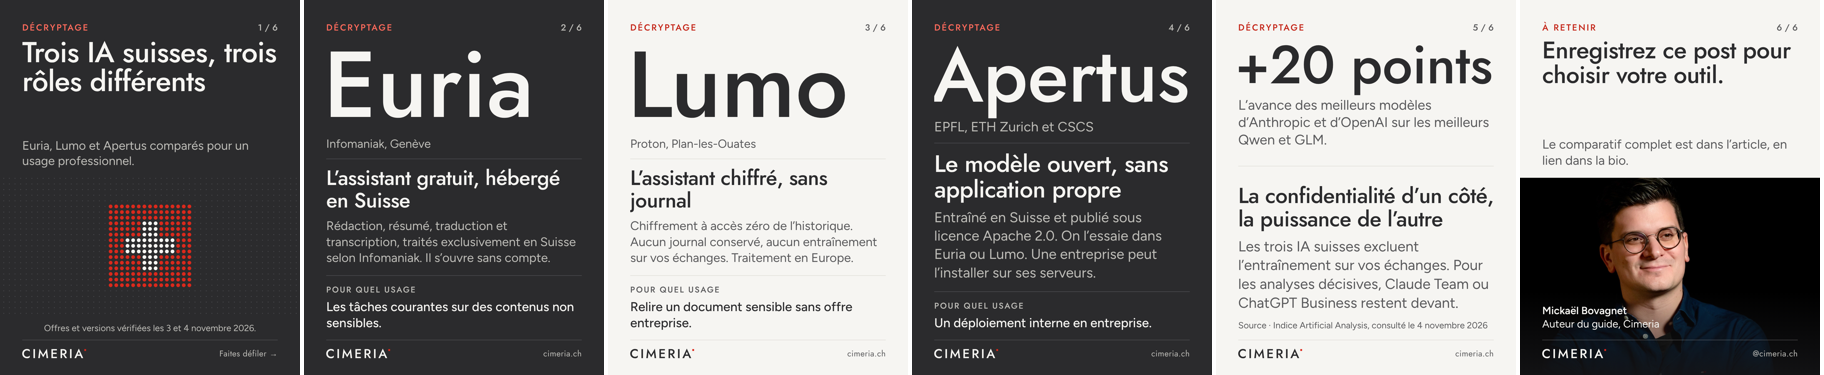 DÉCRYPTAGE
1 / 6
Trois IA suisses, trois
rôles différents
Euria, Lumo et Apertus comparés pour un
usage professionnel.
Offres et versions vérifiées les 3 et 4 novembre 2026.
CIMERIA
Faites défiler →
DÉCRYPTAGE
2 / 6
Euria
Infomaniak, Genève
L’assistant gratuit, hébergé
en Suisse
Rédaction, résumé, traduction et
transcription, traités exclusivement en Suisse
selon Infomaniak. Il s’ouvre sans compte.
POUR QUEL USAGE
Les tâches courantes sur des contenus non
sensibles.
CIMERIA
cimeria.ch
DÉCRYPTAGE
3 / 6
Lumo
Proton, Plan-les-Ouates
L’assistant chiffré, sans
journal
Chiffrement à accès zéro de l’historique.
Aucun journal conservé, aucun entraînement
sur vos échanges. Traitement en Europe.
POUR QUEL USAGE
Relire un document sensible sans offre
entreprise.
CIMERIA
cimeria.ch
DÉCRYPTAGE
4 / 6
Apertus
EPFL, ETH Zurich et CSCS
Le modèle ouvert, sans
application propre
Entraîné en Suisse et publié sous
licence Apache 2.0. On l’essaie dans
Euria ou Lumo. Une entreprise peut
l’installer sur ses serveurs.
POUR QUEL USAGE
Un déploiement interne en entreprise.
CIMERIA
cimeria.ch
DÉCRYPTAGE
5 / 6
+20 points
L’avance des meilleurs modèles
d’Anthropic et d’OpenAI sur les meilleurs
Qwen et GLM.
La confidentialité d’un côté,
la puissance de l’autre
Les trois IA suisses excluent
l’entraînement sur vos échanges. Pour
les analyses décisives, Claude Team ou
ChatGPT Business restent devant.
Source · Indice Artificial Analysis, consulté le 4 novembre 2026
CIMERIA
cimeria.ch
À RETENIR
6 / 6
Enregistrez ce post pour
choisir votre outil.
Le comparatif complet est dans l’article, en
lien dans la bio.
Mickaël Bovagnet
Auteur du guide, Cimeria
CIMERIA
@cimeria.ch